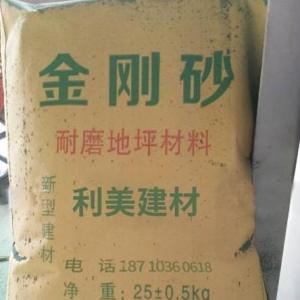 金刚砂
耐磨地坪材料
新型建材
利美建材
电 话 18710360618
净 重：25±0.5kg